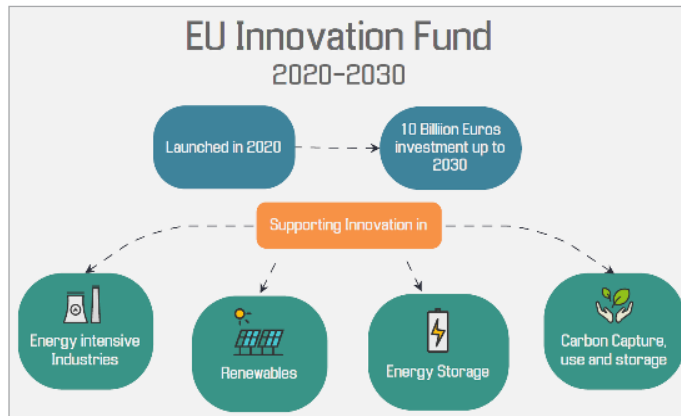 EU Innovation Fund
2020-2030
Launched in 2020
10 Billiion Euros
investment up to
2030
Supporting Innovation in
Energy intensive
Industries
Renewables
Energy Storage
Carbon Capture,
use and storage